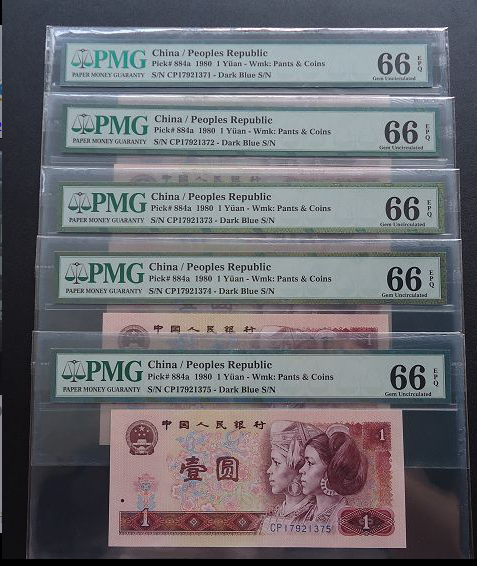 PMG
PAPER MONEY GUARANTY
China / Peoples Republic
Pick# 884a 1980 1 Yüan - Wmk: Pants & Coins
S/N CP17921371 - Dark Blue S/N
66 EPQ
Gem Uncirculated
PMG
PAPER MONEY GUARANTY
China / Peoples Republic
Pick# 884a 1980 1 Yüan - Wmk: Pants & Coins
S/N CP17921372 - Dark Blue S/N
66 EPQ
Gem Uncirculated
PMG
PAPER MONEY GUARANTY
China / Peoples Republic
Pick# 884a 1980 1 Yüan - Wmk: Pants & Coins
S/N CP17921373 - Dark Blue S/N
66 EPQ
Gem Uncirculated
PMG
PAPER MONEY GUARANTY
China / Peoples Republic
Pick# 884a 1980 1 Yüan - Wmk: Pants & Coins
S/N CP17921374 - Dark Blue S/N
66 EPQ
Gem Uncirculated
中国人民银行
PMG
PAPER MONEY GUARANTY
China / Peoples Republic
Pick# 884a 1980 1 Yüan - Wmk: Pants & Coins
S/N CP17921375 - Dark Blue S/N
66 EPQ
Gem Uncirculated
中国人民银行
1
壹圆
1
CP17921375
1